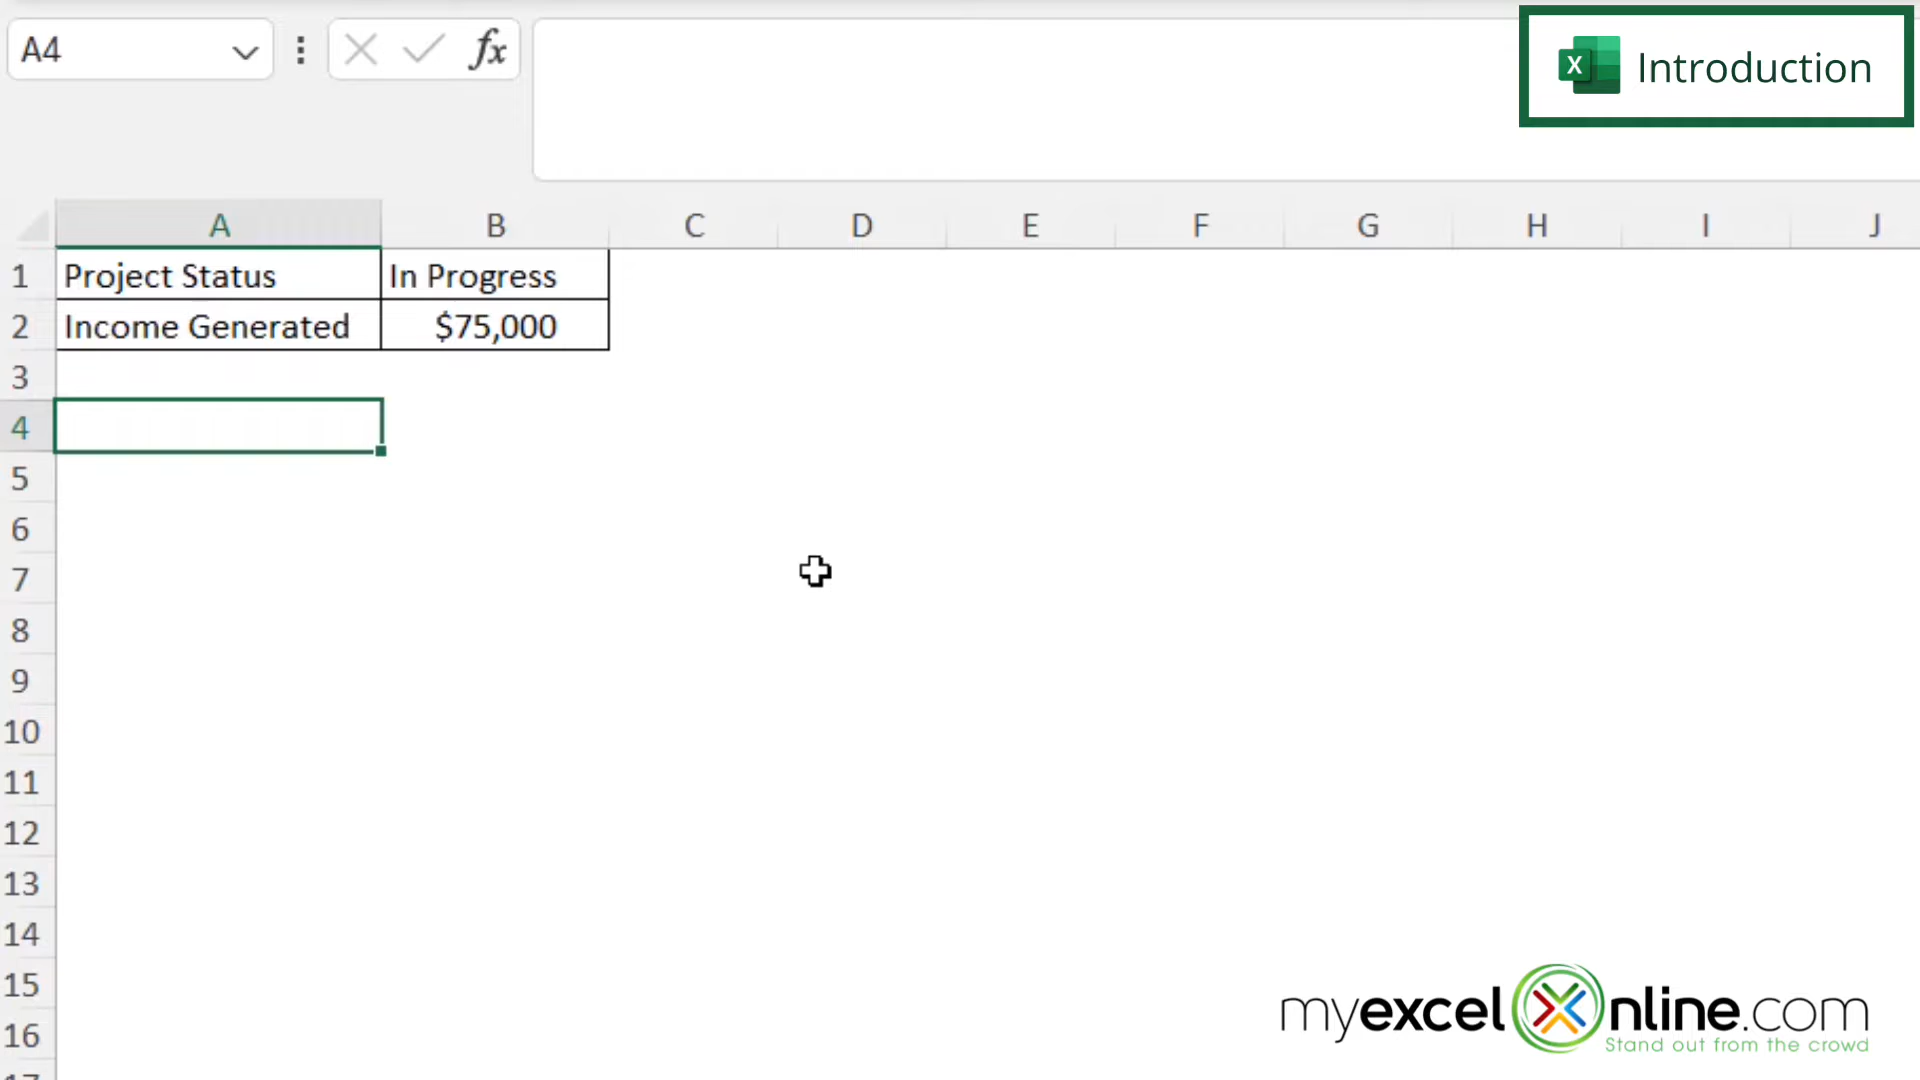 A4
fx
Introduction
A B C D E F G H I J
1 Project Status In Progress
2 Income Generated $75,000
3
4
5
6
7
8
9
10
11
12
13
14
15
16
17
myexcelonline.com
Stand out from the crowd